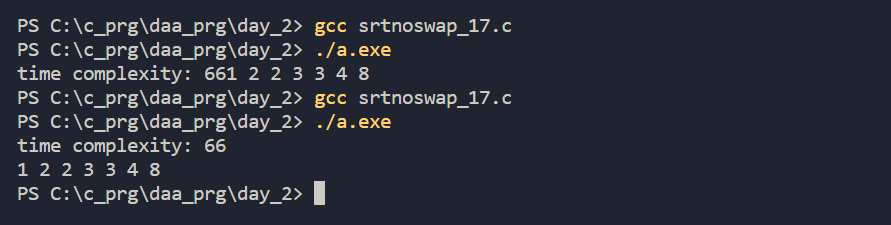 PS C:\c_prg\daa_prg\day_2> gcc srtnoswap_17.c
PS C:\c_prg\daa_prg\day_2> ./a.exe
time complexity: 661 2 2 3 3 4 8
PS C:\c_prg\daa_prg\day_2> gcc srtnoswap_17.c
PS C:\c_prg\daa_prg\day_2> ./a.exe
time complexity: 66
1 2 2 3 3 4 8
PS C:\c_prg\daa_prg\day_2>